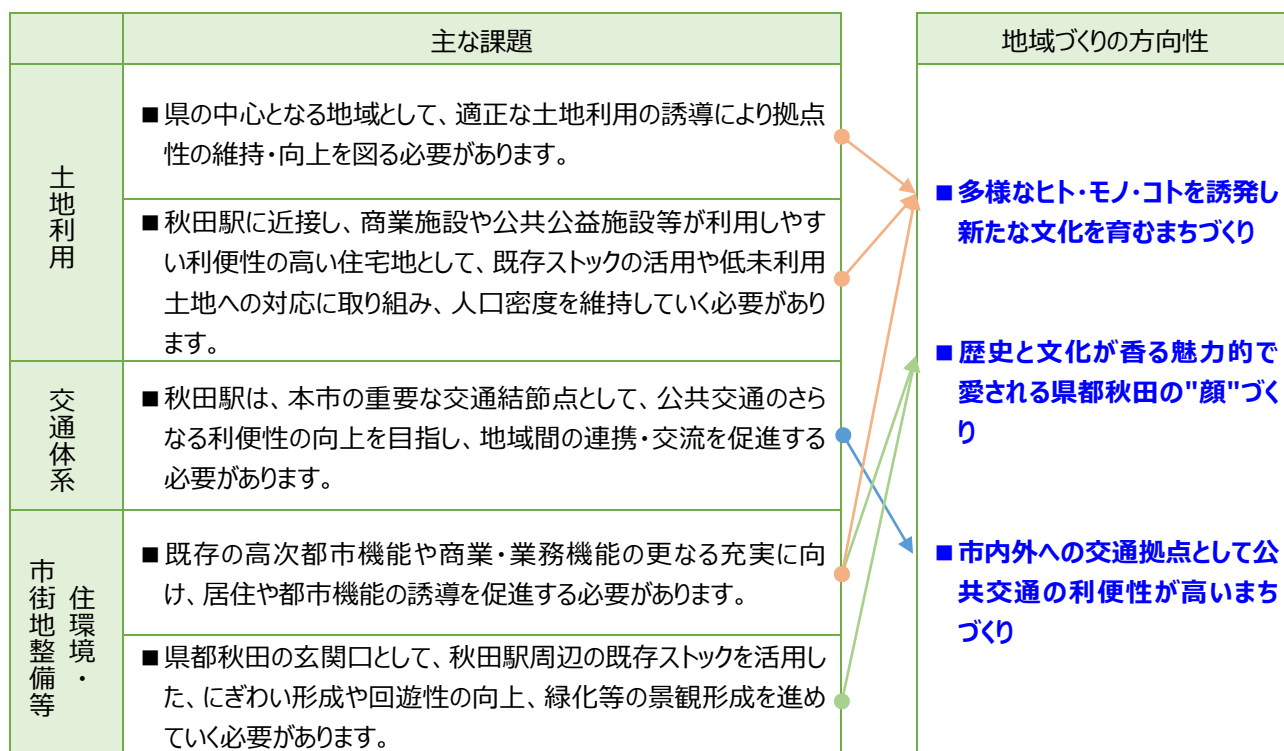 主な課題
地域づくりの方向性
土地利用
■県の中心となる地域として、適正な土地利用の誘導により拠点
性の維持・向上を図る必要があります。
■秋田駅に近接し、商業施設や公共公益施設等が利用しやす
い利便性の高い住宅地として、既存ストックの活用や低未利用
土地への対応に取り組み、人口密度を維持していく必要があり
ます。
交通体系
■秋田駅は、本市の重要な交通結節点として、公共交通のさら
なる利便性の向上を目指し、地域間の連携・交流を促進する
必要があります。
住環境・
市街地整備等
■既存の高次都市機能や商業・業務機能の更なる充実に向
け、居住や都市機能の誘導を促進する必要があります。
■県都秋田の玄関口として、秋田駅周辺の既存ストックを活用し
た、にぎわい形成や回遊性の向上、緑化等の景観形成を進め
ていく必要があります。
■多様なヒト・モノ・コトを誘発し
新たな文化を育むまちづくり
■歴史と文化が香る魅力的で
愛される県都秋田の"顔"づく
り
■市内外への交通拠点として公
共交通の利便性が高いまち
づくり